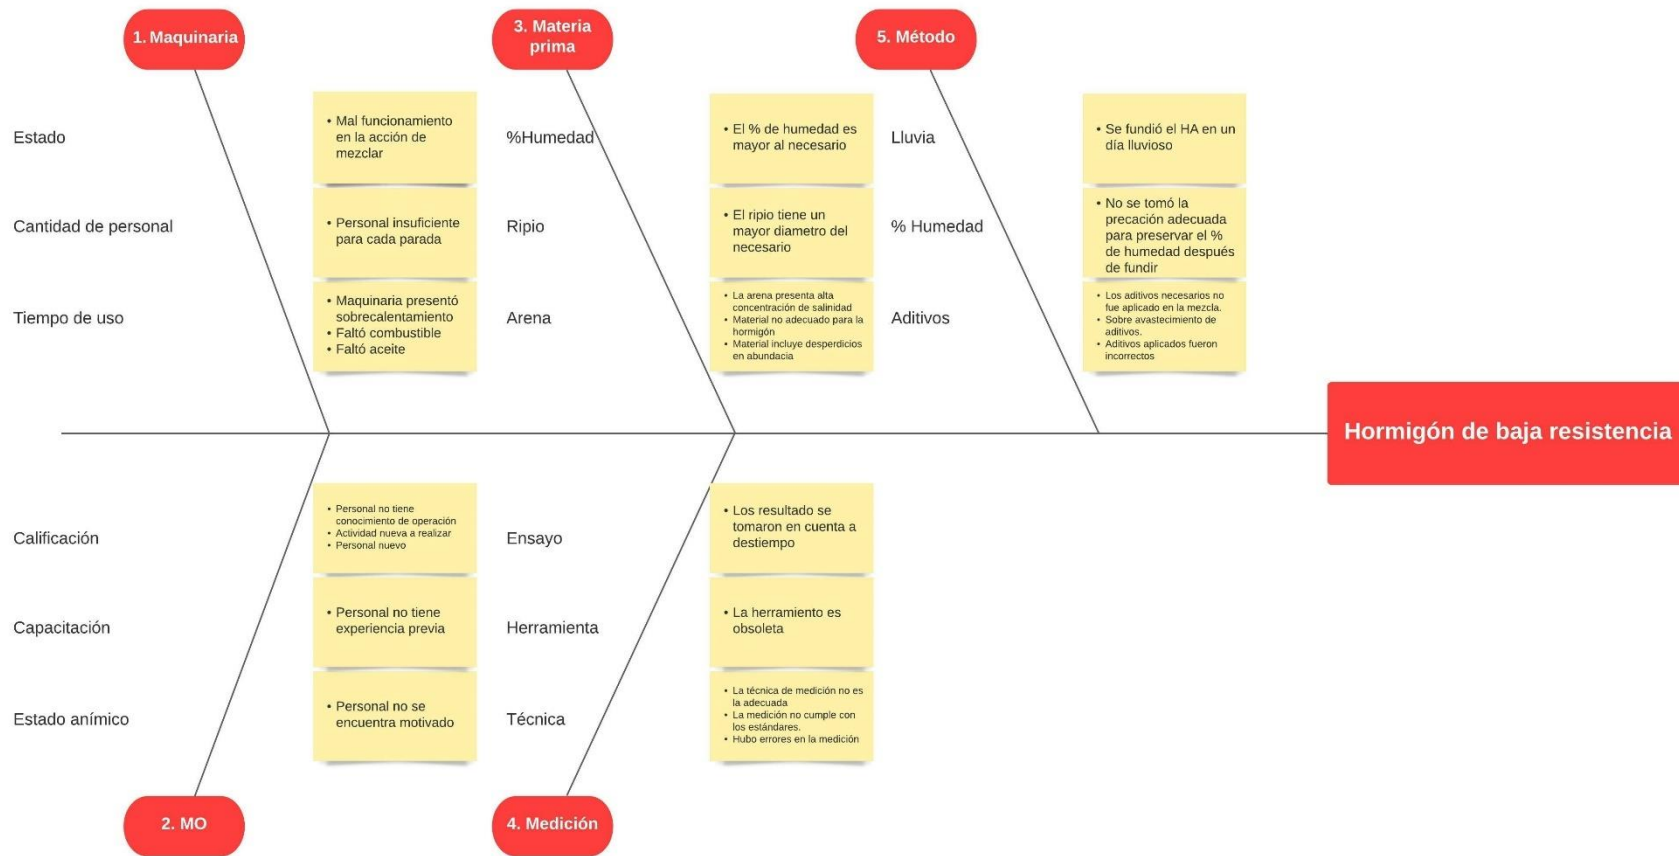 1. Maquinaria
3. Materia
prima
5. Método
Estado
• Mal funcionamiento
en la acción de
mezclar
%Humedad
• El % de humedad es
mayor al necesario
Lluvia
• Se fundió el HA en un
día lluvioso
Cantidad de personal
• Personal insuficiente
para cada parada
Ripio
• El ripio tiene un
mayor diametro del
necesario
% Humedad
• No se tomó la
precación adecuada
para preservar el %
de humedad después
de fundir
Tiempo de uso
• Maquinaria presentó
sobrecalentamiento
• Faltó combustible
• Faltó aceite
Arena
• La arena presenta alta
concentración de salinidad
• Material no adecuado para la
hormigón
• Material incluye desperdicios
en abundacia
Aditivos
• Los aditivos necesarios no
fue aplicado en la mezcla.
• Sobre avastecimiento de
aditivos.
• Aditivos aplicados fueron
incorrectos
Hormigón de baja resistencia
Calificación
• Personal no tiene
conocimiento de operación
• Actividad nueva a realizar
• Personal nuevo
Ensayo
• Los resultado se
tomaron en cuenta a
destiempo
Capacitación
• Personal no tiene
experiencia previa
Herramienta
• La herramiento es
obsoleta
Estado anímico
• Personal no se
encuentra motivado
Técnica
• La técnica de medición no es
la adecuada
• La medición no cumple con
los estándares.
• Hubo errores en la medición
2. MO
4. Medición